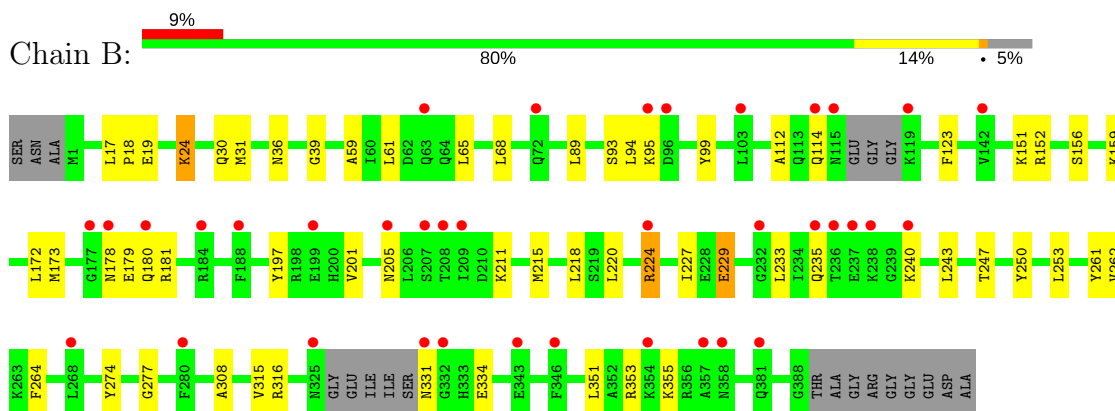 9%
Chain B:
80% 14% • 5%
SER ASN ALA M1 L17 P18 E19 K24 Q30 M31 N36 G39 A59 I60 L61 D62 Q63 Q64 L65 L68 Q72 L89 S93 L94 K95 D96 Y99 L103 A112 Q113 Q114 N115 GLU GLY GLY K119 F123 V142 K151 R152 S156
L172 M173 G177 N178 E179 Q180 R181 R184 F188 Y197 R198 E199 H200 V201 N205 L206 S207 T208 I209 D210 K211 M215 L218 S219 L220 R224 I227 E228 E229 G232 L233 I234 Q235 T236 E237 K238 G239 K240 L243 T247 Y250 L253 Y261
K263 F264 L268 Y274 G277 F280 A308 V315 R316 N325 GLY GLU ILE ILE SER N331 G332 H333 E334 E343 F346 L351 A352 R353 K354 K355 R356 A357 N358 Q381 G388 THR ALA GLY ARG GLY GLY GLU ASP ALA